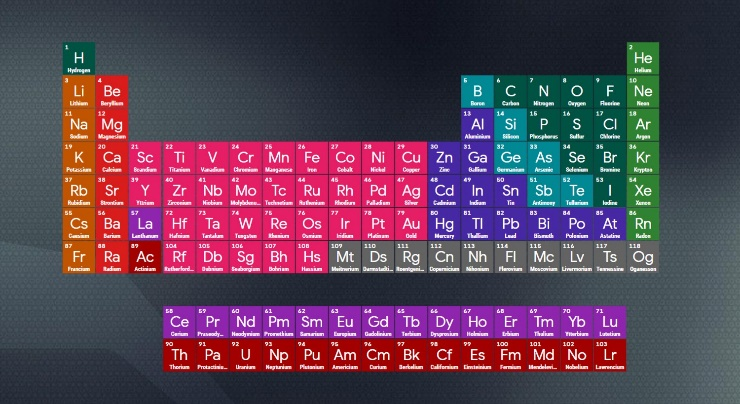 1 2
H He
Hydrogen Helium
3 4 5 6 7 8 9 10
Li Be B C N O F Ne
Lithium Beryllium Boron Carbon Nitrogen Oxygen Fluorine Neon
11 12 13 14 15 16 17 18
Na Mg Al Si P S Cl Ar
Sodium Magnesium Aluminium Silicon Phosphorus Sulfur Chlorine Argon
19 20 21 22 23 24 25 26 27 28 29 30 31 32 33 34 35 36
K Ca Sc Ti V Cr Mn Fe Co Ni Cu Zn Ga Ge As Se Br Kr
Potassium Calcium Scandium Titanium Vanadium Chromium Manganese Iron Cobalt Nickel Copper Zinc Gallium Germanium Arsenic Selenium Bromine Krypton
37 38 39 40 41 42 43 44 45 46 47 48 49 50 51 52 53 54
Rb Sr Y Zr Nb Mo Tc Ru Rh Pd Ag Cd In Sn Sb Te I Xe
Rubidium Strontium Yttrium Zirconium Niobium Molybdenu... Technetium Ruthenium Rhodium Palladium Silver Cadmium Indium Tin Antimony Tellurium Iodine Xenon
55 56 57 72 73 74 75 76 77 78 79 80 81 82 83 84 85 86
Cs Ba La Hf Ta W Re Os Ir Pt Au Hg Tl Pb Bi Po At Rn
Caesium Barium Lanthanum Hafnium Tantalum Tungsten Rhenium Osmium Iridium Platinum Gold Mercury Thallium Lead Bismuth Polonium Astatine Radon
87 88 89 104 105 106 107 108 109 110 111 112 113 114 115 116 117 118
Fr Ra Ac Rf Db Sg Bh Hs Mt Ds Rg Cn Nh Fl Mc Lv Ts Og
Francium Radium Actinium Rutherford... Dubnium Seaborgium Bohrium Hassium Meitnerium Darmstadti... Roentgeni... Copernicium Nihonium Flerovium Moscovium Livermorium Tennessine Oganesson
58 59 60 61 62 63 64 65 66 67 68 69 70 71
Ce Pr Nd Pm Sm Eu Gd Tb Dy Ho Er Tm Yb Lu
Cerium Praseody... Neodymium Promethium Samarium Europium Gadolinium Terbium Dysprosium Holmium Erbium Thulium Ytterbium Lutetium
90 91 92 93 94 95 96 97 98 99 100 101 102 103
Th Pa U Np Pu Am Cm Bk Cf Es Fm Md No Lr
Thorium Protactiniu... Uranium Neptunium Plutonium Americium Curium Berkelium Californium Einsteinium Fermium Mendelevi... Nobelium Lawrencium